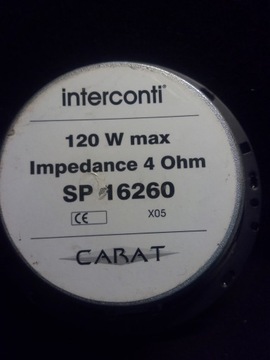 interconti®
120 W max
Impedance 4 Ohm
SP 16260
CE X05
CARAT